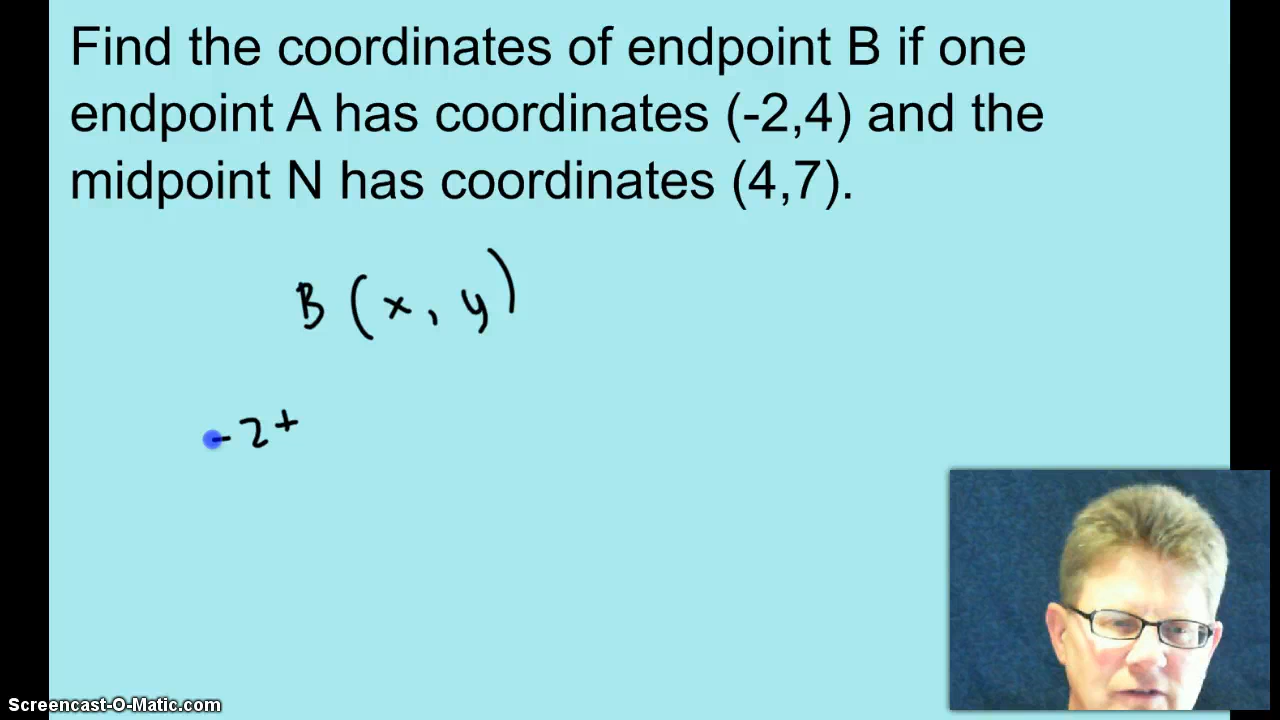 Find the coordinates of endpoint B if one
endpoint A has coordinates (-2,4) and the
midpoint N has coordinates (4,7).
B (x, y)
-2+
Screencast-O-Matic.com